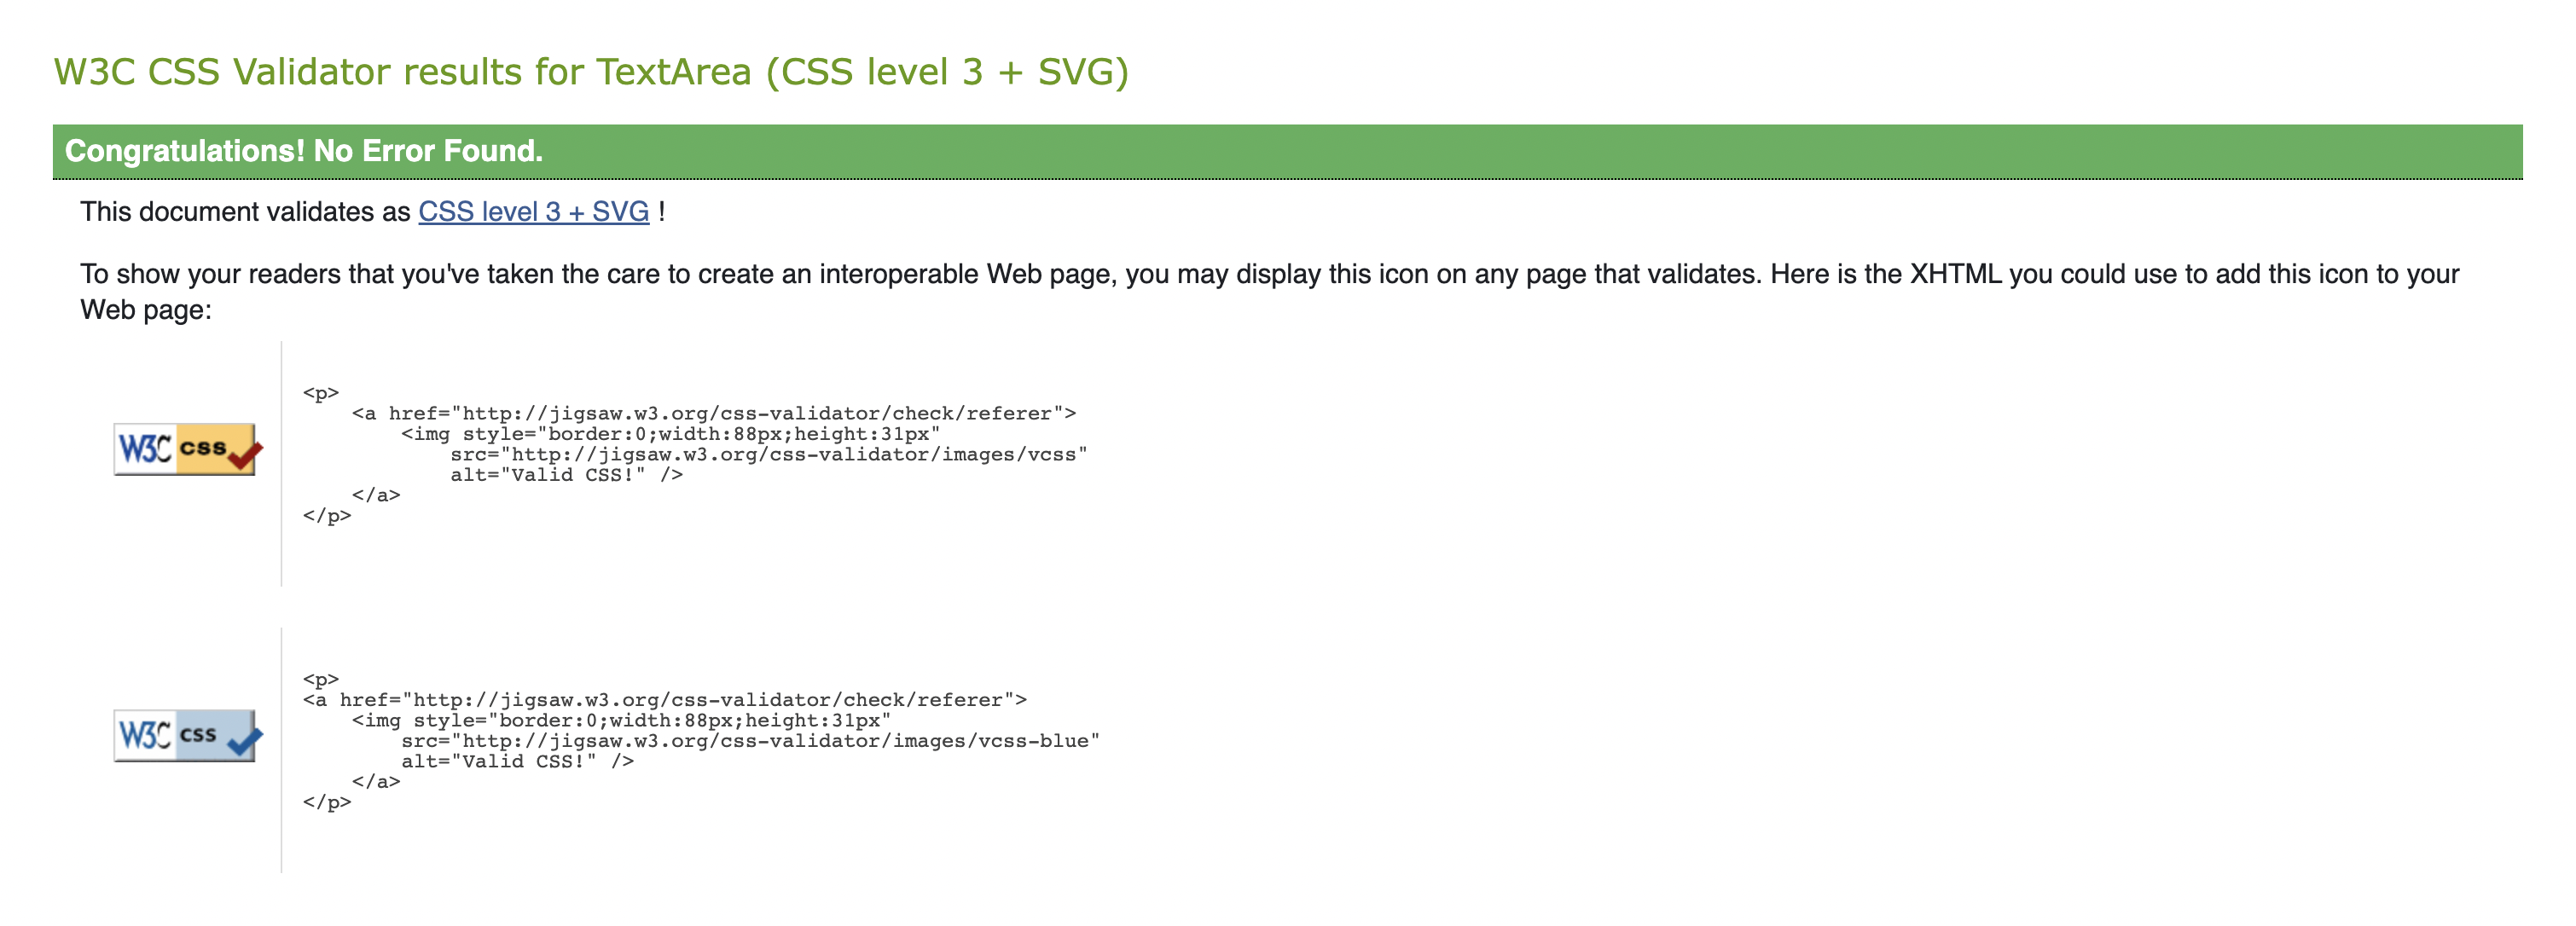 W3C CSS Validator results for TextArea (CSS level 3 + SVG)
Congratulations! No Error Found.
This document validates as CSS level 3 + SVG !
To show your readers that you've taken the care to create an interoperable Web page, you may display this icon on any page that validates. Here is the XHTML you could use to add this icon to your
Web page:
W3C css
<p>
    <a href="http://jigsaw.w3.org/css-validator/check/referer">
        <img style="border:0;width:88px;height:31px"
            src="http://jigsaw.w3.org/css-validator/images/vcss"
            alt="Valid CSS!" />
    </a>
</p>
W3C css
<p>
<a href="http://jigsaw.w3.org/css-validator/check/referer">
    <img style="border:0;width:88px;height:31px"
        src="http://jigsaw.w3.org/css-validator/images/vcss-blue"
        alt="Valid CSS!" />
    </a>
</p>